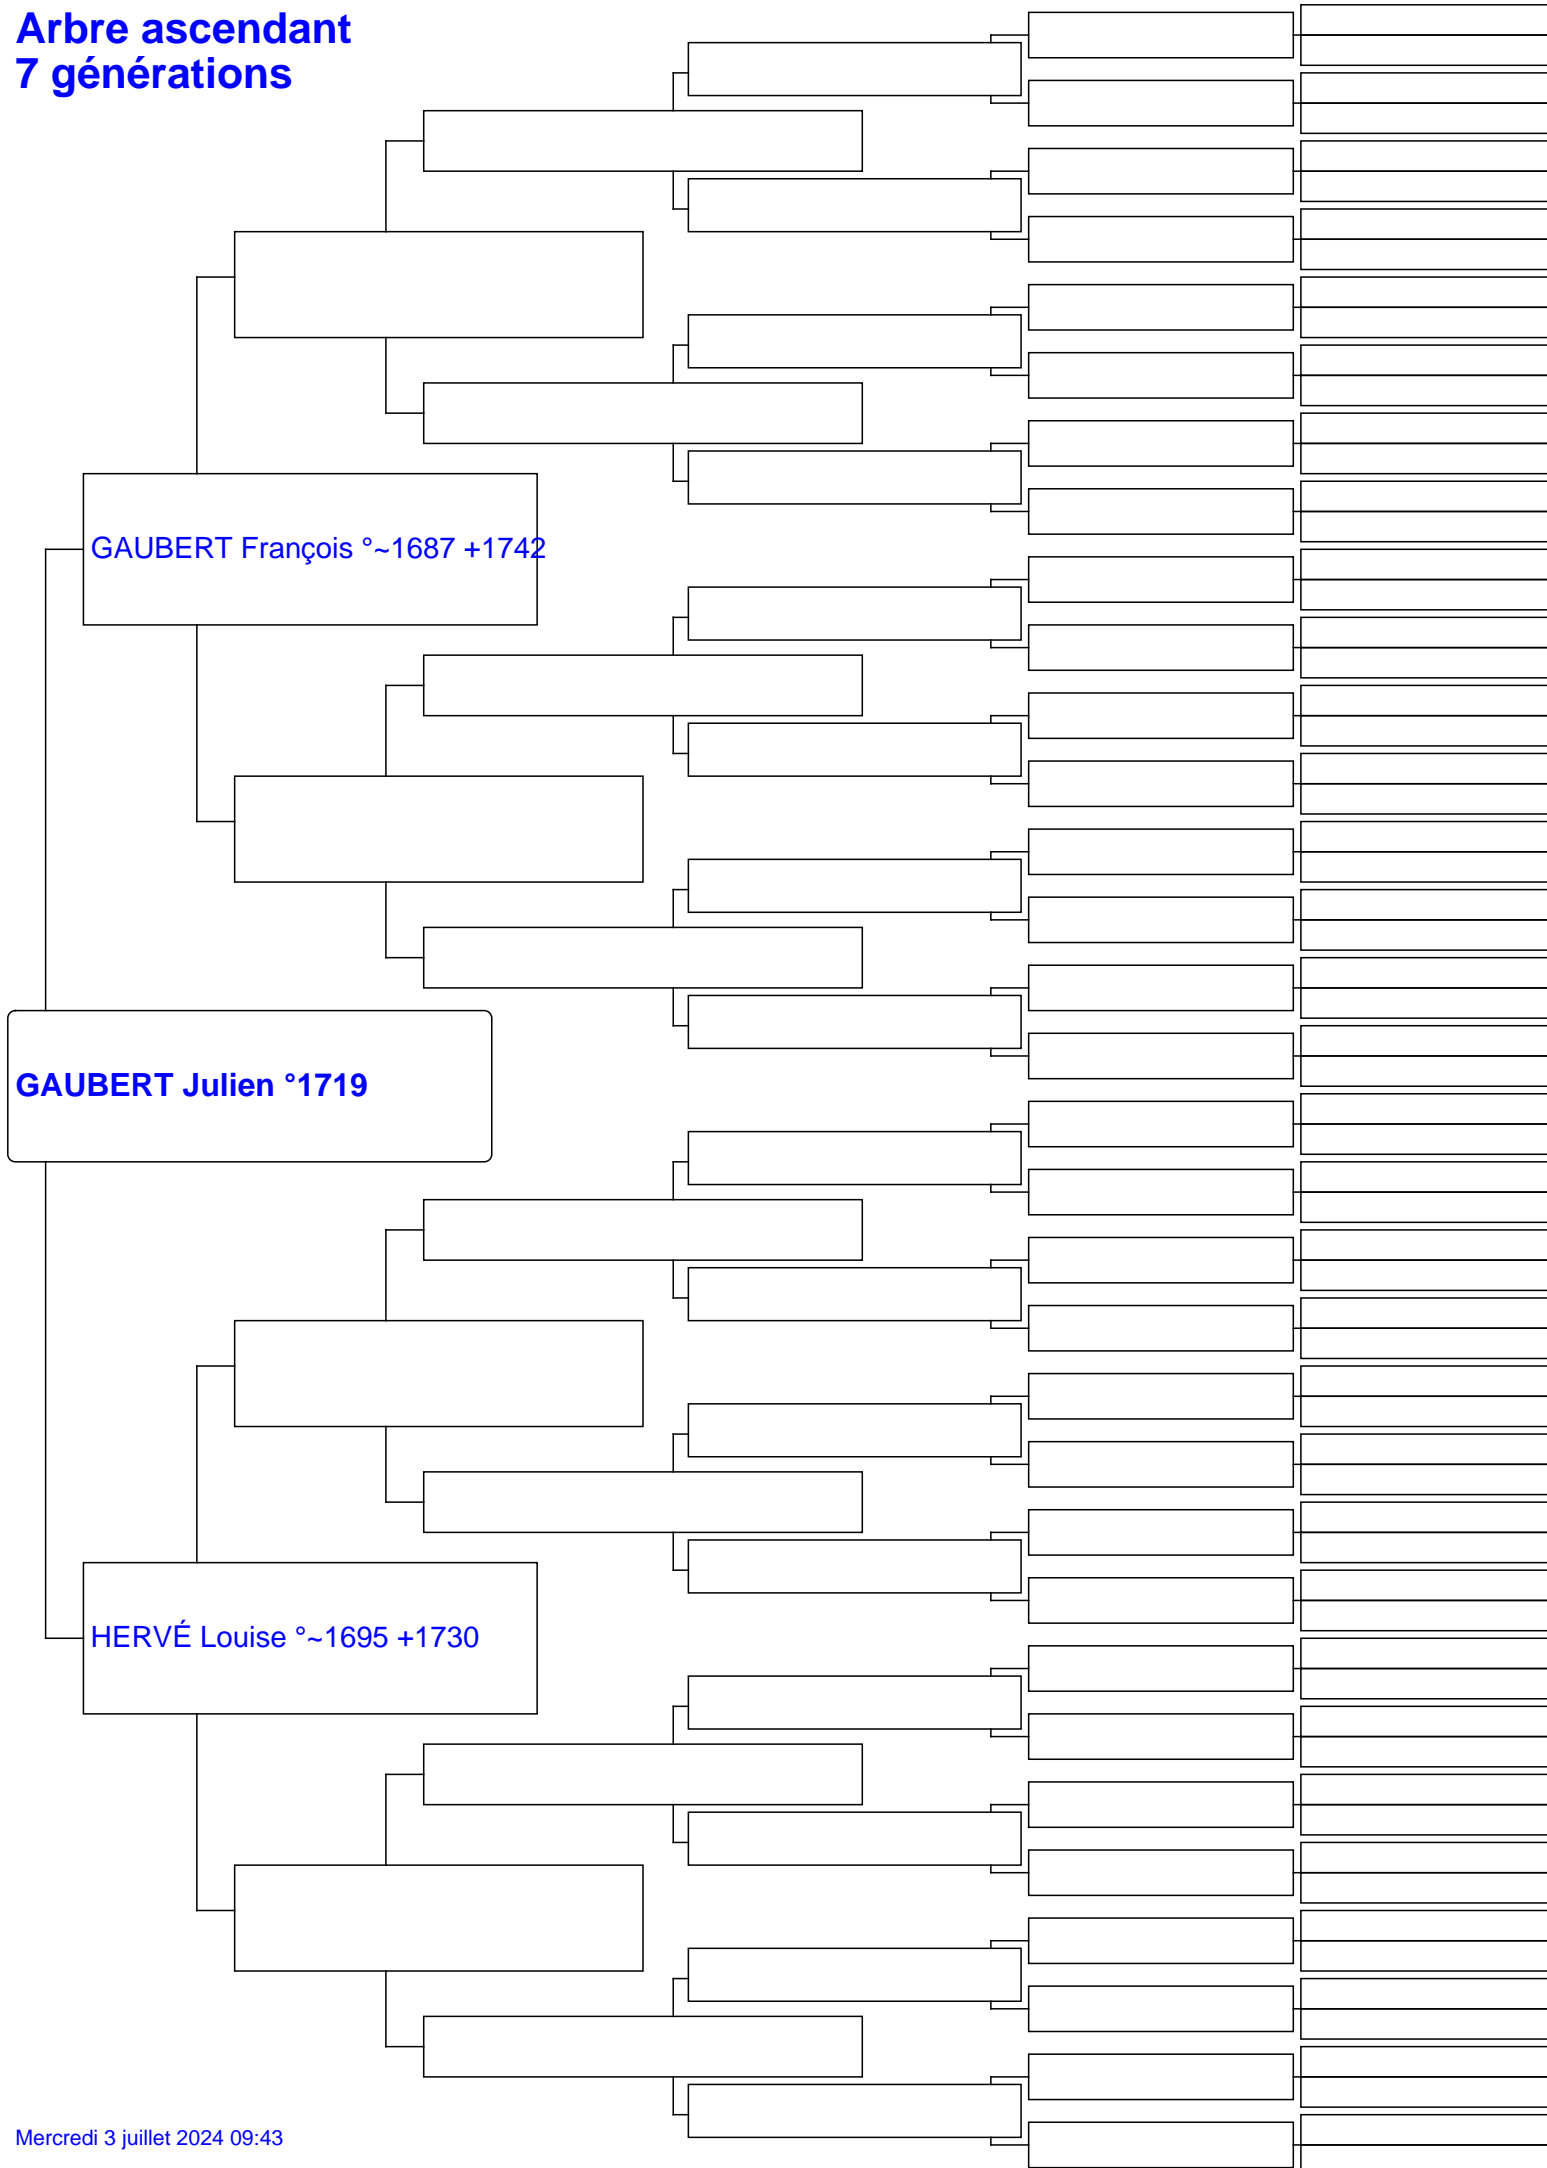 Arbre ascendant
7 générations
GAUBERT François °~1687 +1742
GAUBERT Julien °1719
HERVÉ Louise °~1695 +1730
Mercredi 3 juillet 2024 09:43